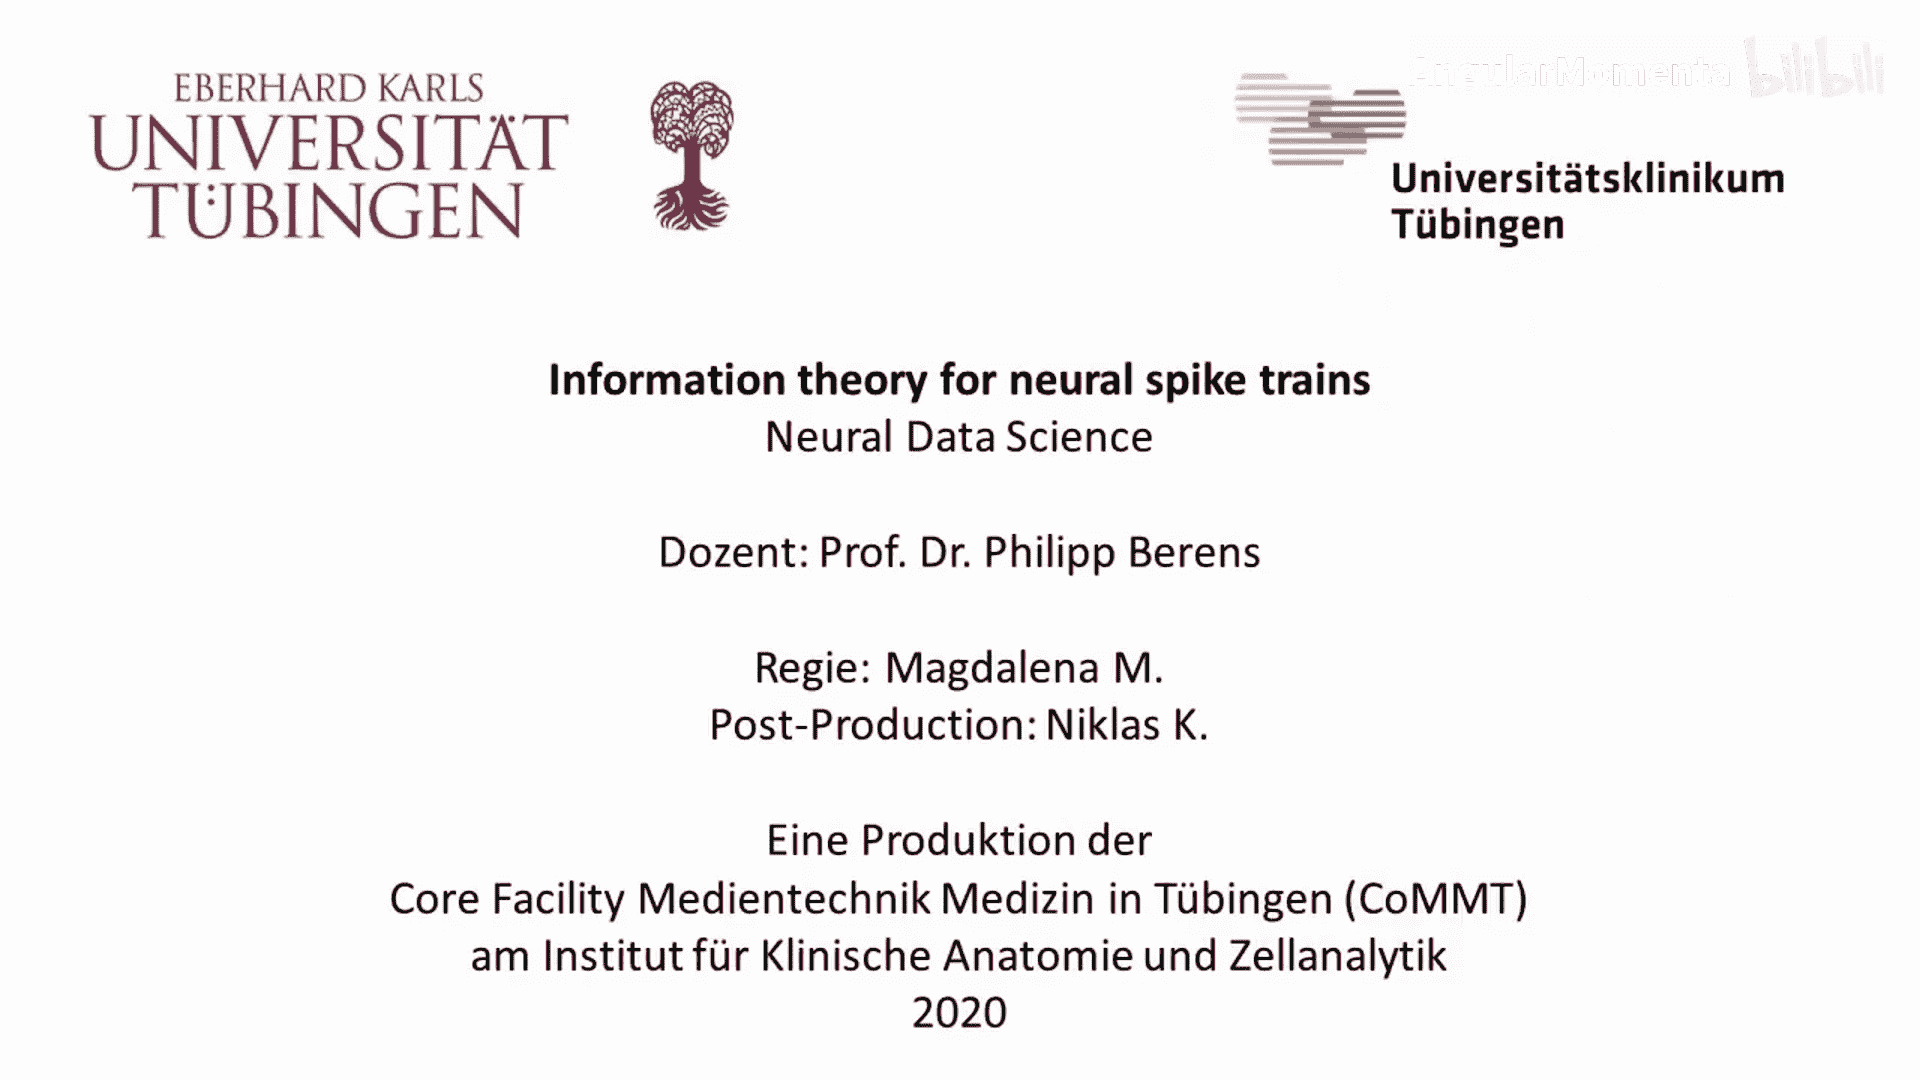 EBERHARD KARLS
UNIVERSITÄT
TÜBINGEN
AngularMomenta bilibili
Universitätsklinikum
Tübingen
Information theory for neural spike trains
Neural Data Science
Dozent: Prof. Dr. Philipp Berens
Regie: Magdalena M.
Post-Production: Niklas K.
Eine Produktion der
Core Facility Medientechnik Medizin in Tübingen (CoMMT)
am Institut für Klinische Anatomie und Zellanalytik
2020